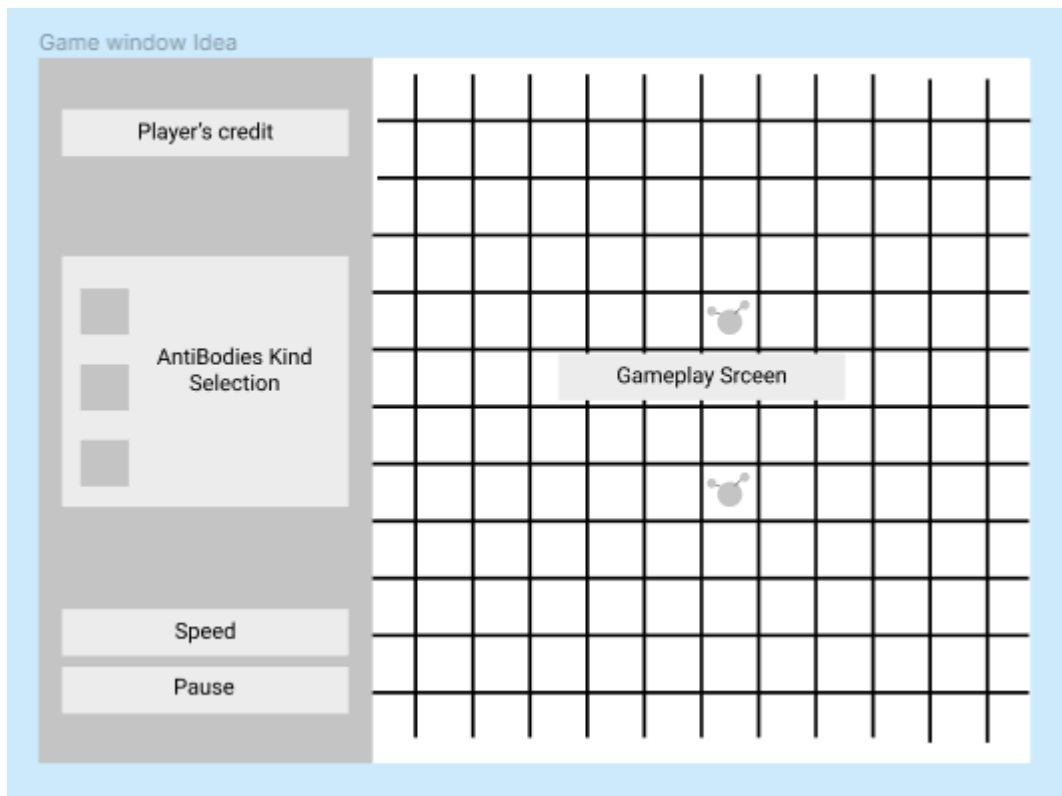 Game window Idea
Player's credit
AntiBodies Kind
Selection
Gameplay Srceen
Speed
Pause